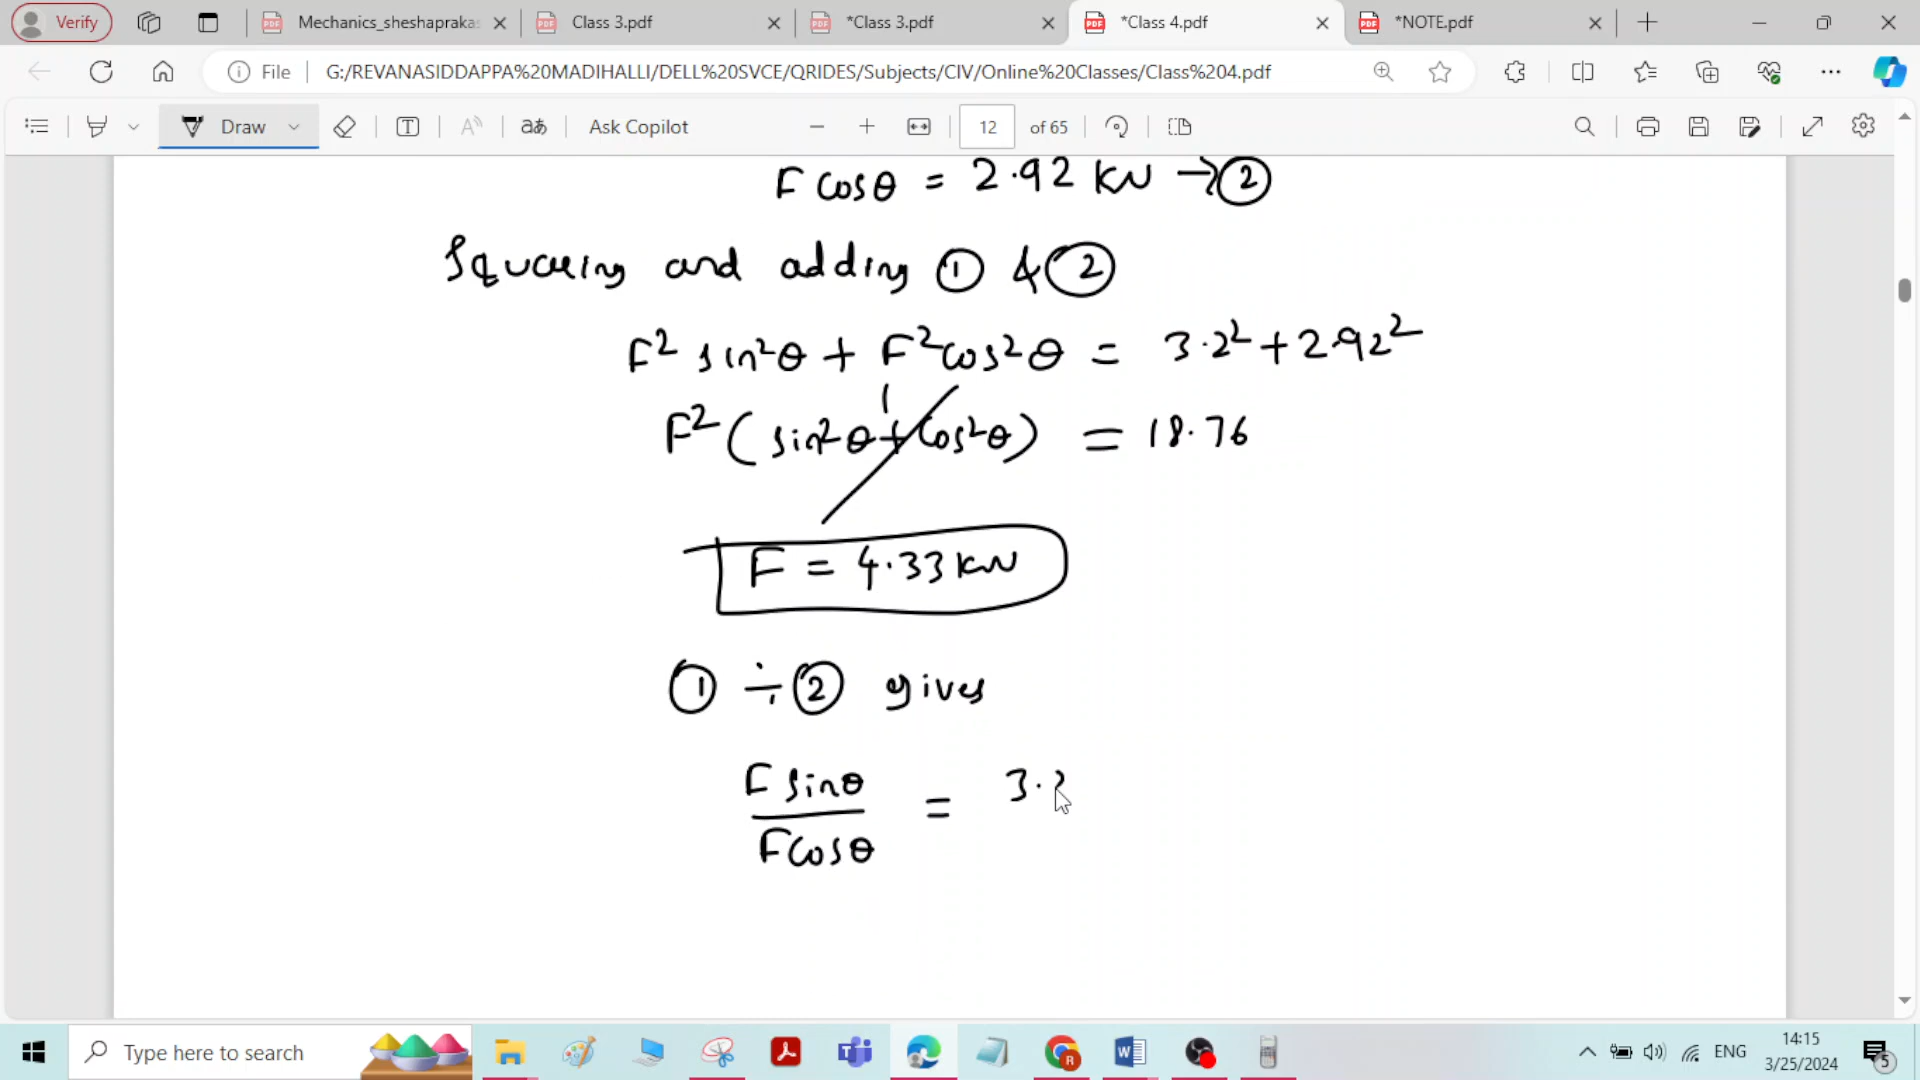 Verify
Mechanics_sheshaprakas
Class 3.pdf
*Class 3.pdf
*Class 4.pdf
*NOTE.pdf
File
G:/REVANASIDDAPPA%20MADIHALLI/DELL%20SVCE/QRIDES/Subjects/CIV/Online%20Classes/Class%204.pdf
Draw
Ask Copilot
12 of 65
F cosθ = 2.92 KN → ②
Squaring and adding ① & ②
F² sin²θ + F² cos²θ = 3.2² + 2.92²
1
F² ( sin²θ + cos²θ ) = 18.76
F = 4.33 KN
① ÷ ② gives
F sinθ
= 3.2
F cosθ
Type here to search
ENG
14:15
3/25/2024
5